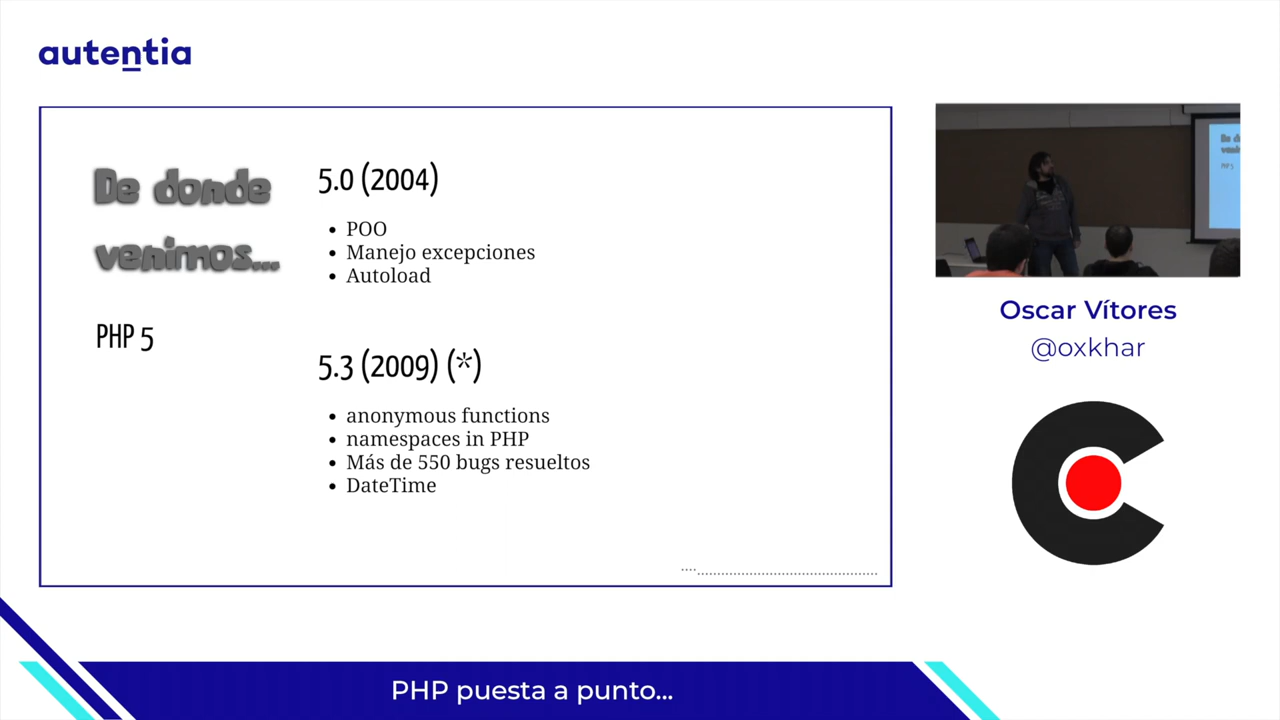 autentia
De donde
venimos...
PHP 5
5.0 (2004)
• POO
• Manejo excepciones
• Autoload
5.3 (2009) (*)
• anonymous functions
• namespaces in PHP
• Más de 550 bugs resueltos
• DateTime
Oscar Vítores
@oxkhar
PHP puesta a punto...